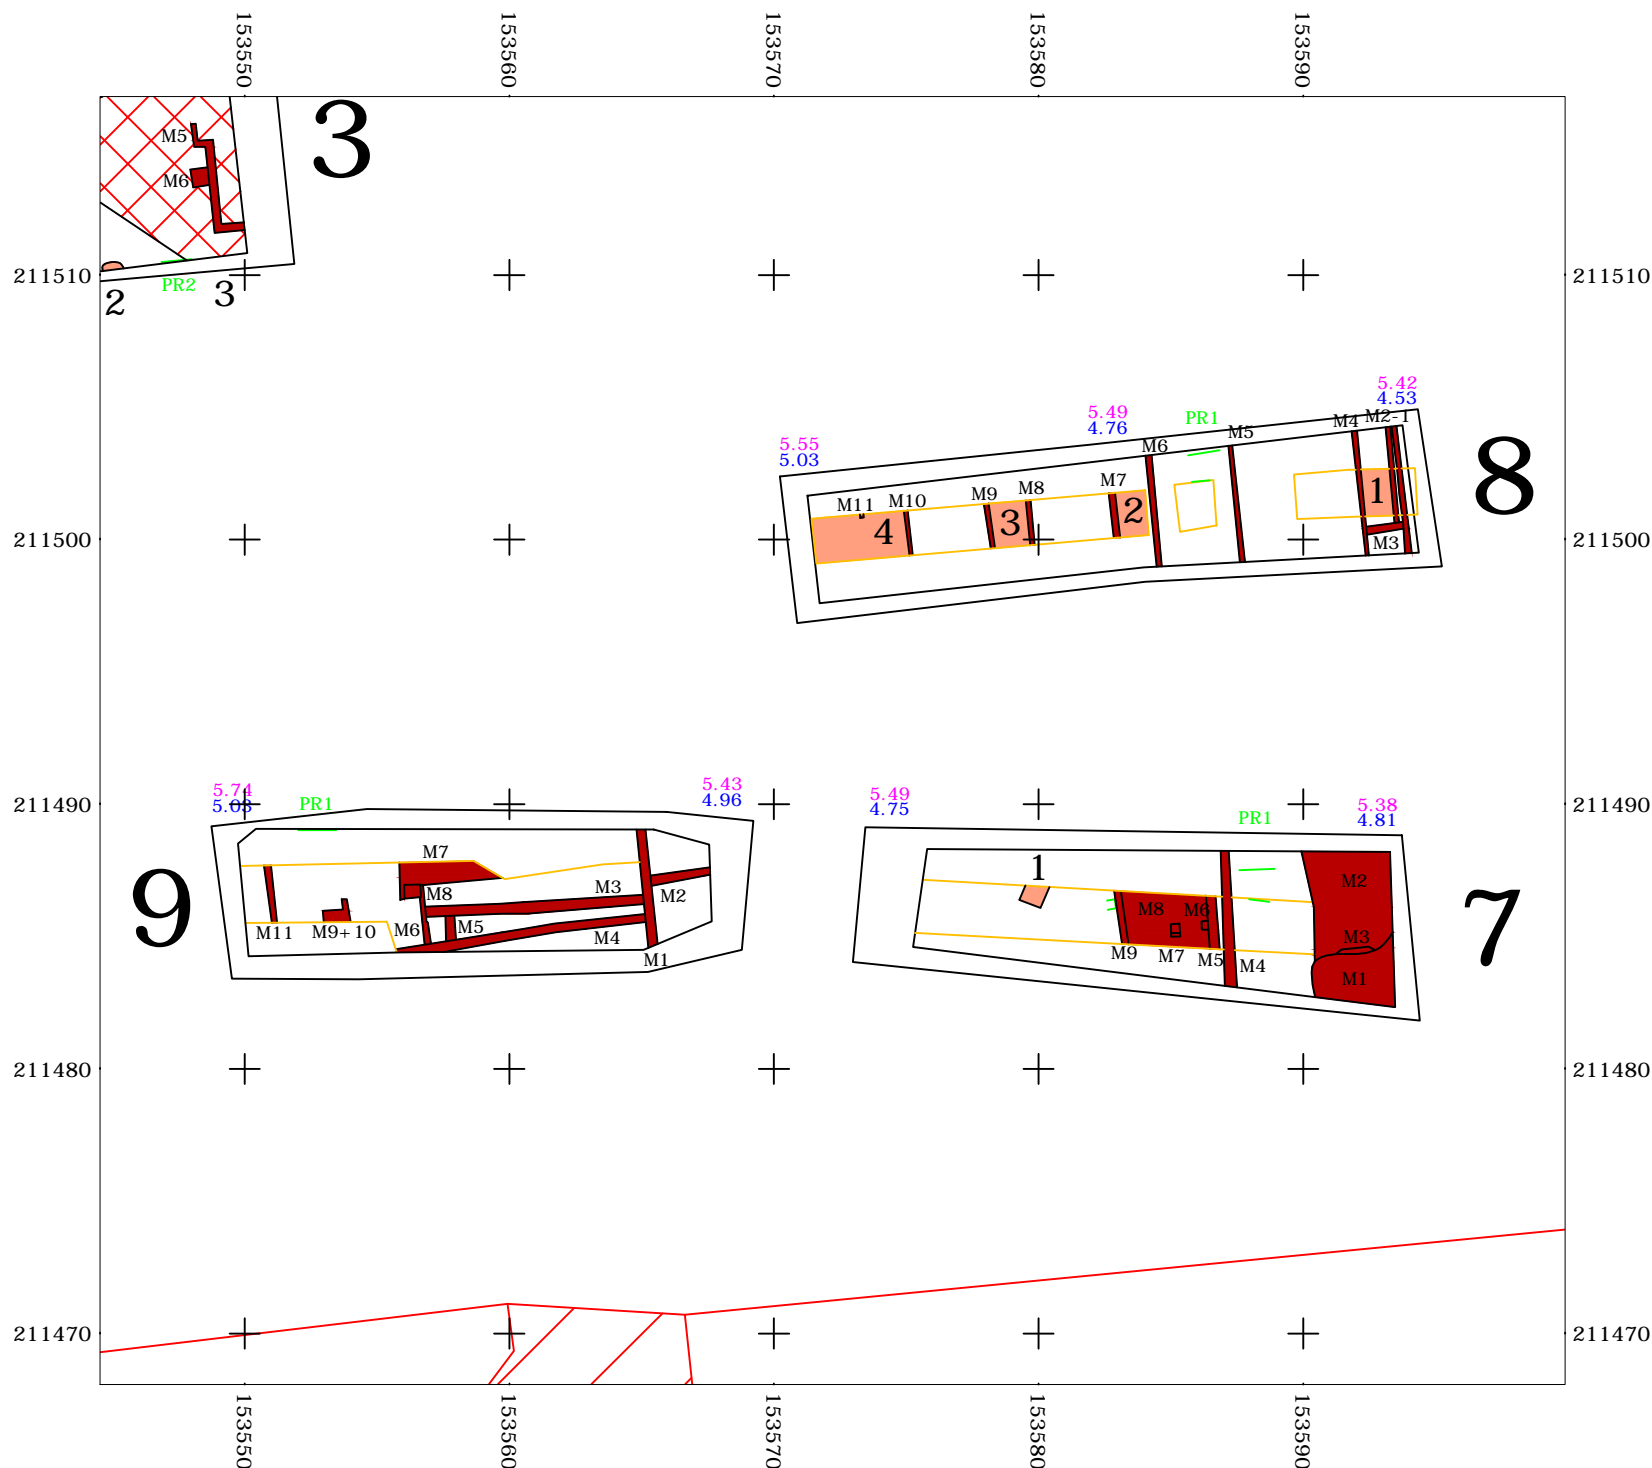 153550
153560
153570
153580
153590
3
M5
M6
211510
211510
PR2
2
3
5.42
4.53
5.49
4.76
PR1
M4
M2-1
5.55
5.03
M6
M5
8
M11
M10
M9
M8
M7
1
2
3
4
M3
211500
211500
5.74
5.03
PR1
5.43
4.96
5.49
4.75
PR1
5.38
4.81
211490
211490
9
M7
M8
M3
M2
M11
M9+10
M6
M5
M4
M1
1
M2
M8
M6
M3
M9
M7
M5
M4
M1
7
211480
211480
211470
211470
153550
153560
153570
153580
153590